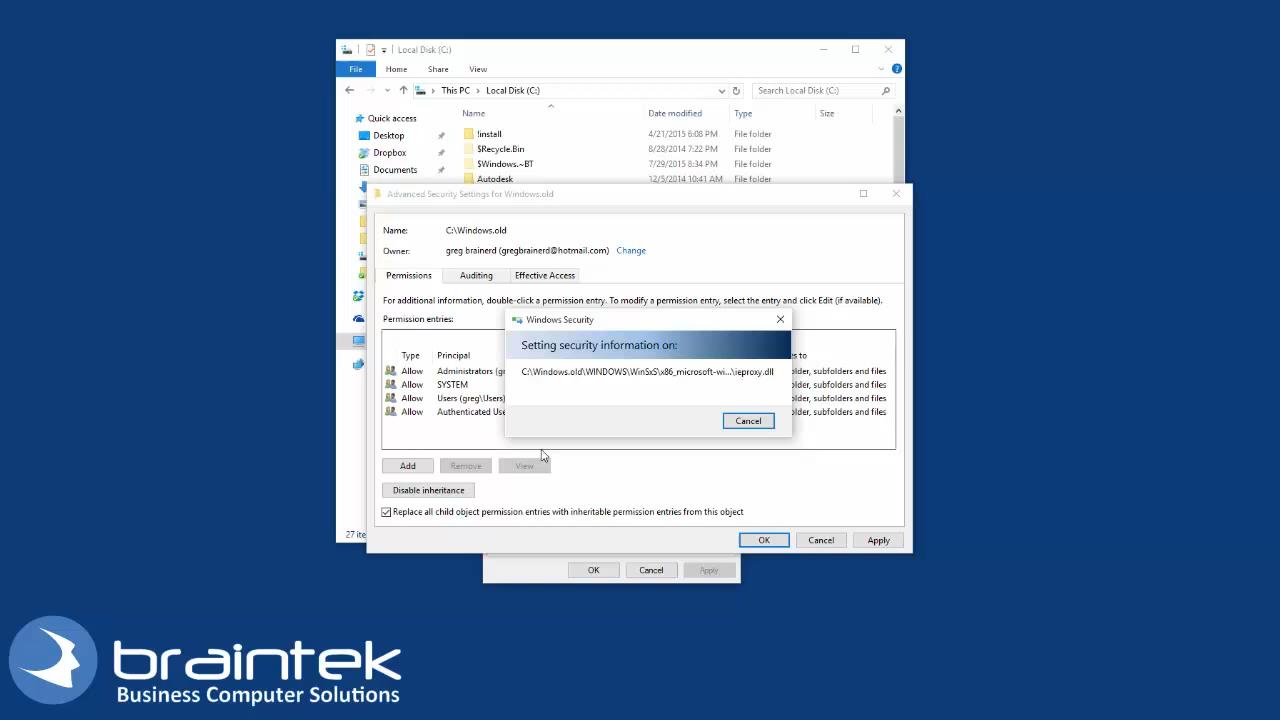 Local Disk (C:)
File Home Share View
This PC Local Disk (C:) Search Local Disk (C:)
Name Date modified Type Size
Quick access
Desktop
Dropbox
Documents
!install 4/21/2015 6:08 PM File folder
$Recycle.Bin 8/28/2014 7:22 PM File folder
$Windows.~BT 7/29/2015 8:34 PM File folder
Autodesk 12/5/2014 10:41 AM File folder
Advanced Security Settings for Windows.old
Name: C:\Windows.old
Owner: greg brainerd (gregbrainerd@hotmail.com) Change
Permissions Auditing Effective Access
For additional information, double-click a permission entry. To modify a permission entry, select the entry and click Edit (if available).
Permission entries:
Type Principal
Allow Administrators (gr
Allow SYSTEM
Allow Users (greg\Users)
Allow Authenticated Use
es to
der, subfolders and files
der, subfolders and files
der, subfolders and files
der, subfolders and files
Windows Security
Setting security information on:
C:\Windows.old\WINDOWS\WinSxS\x86_microsoft-wi...\ieproxy.dll
Cancel
Add Remove View
Disable inheritance
Replace all child object permission entries with inheritable permission entries from this object
27 ite
OK Cancel Apply
OK Cancel Apply
braintek
Business Computer Solutions